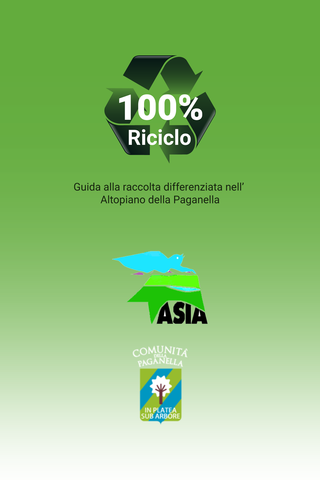 100%
Riciclo
Guida alla raccolta differenziata nell'
Altopiano della Paganella
ASIA
COMUNITÀ
DELLA
PAGANELLA
IN PLATEA
SUB ARBORE